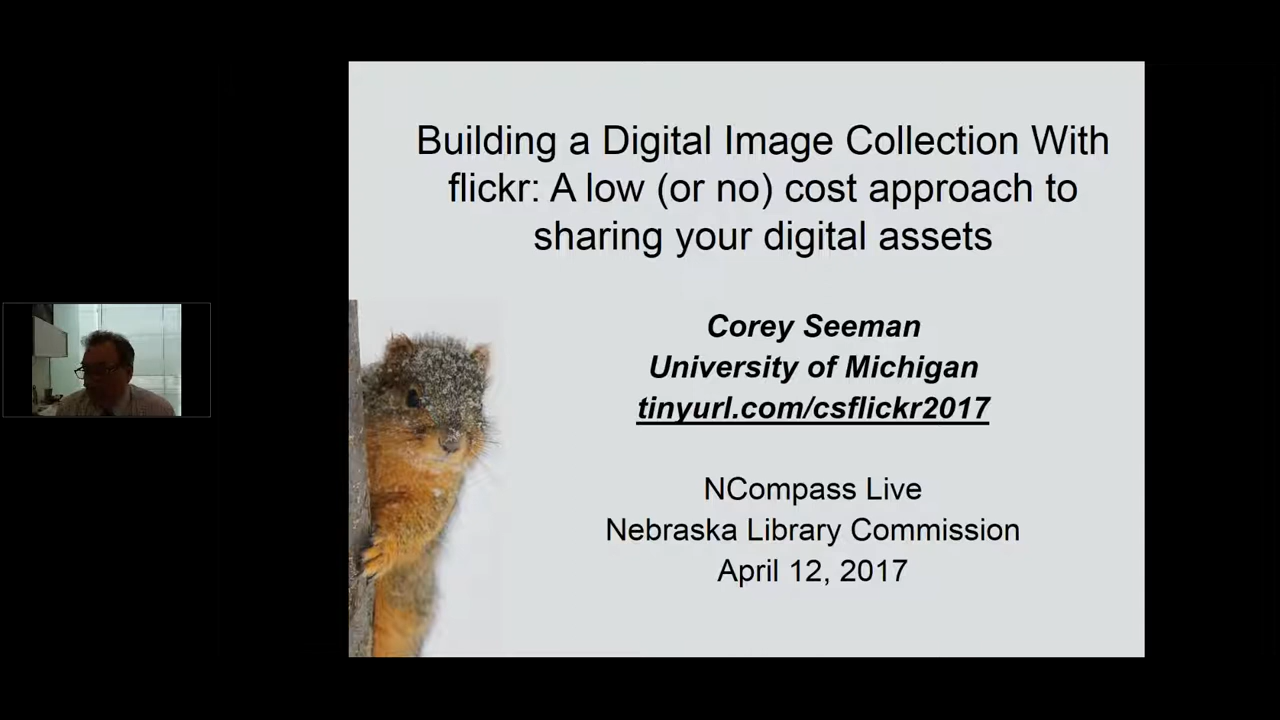 Building a Digital Image Collection With
flickr: A low (or no) cost approach to
sharing your digital assets
Corey Seeman
University of Michigan
tinyurl.com/csflickr2017
NCompass Live
Nebraska Library Commission
April 12, 2017